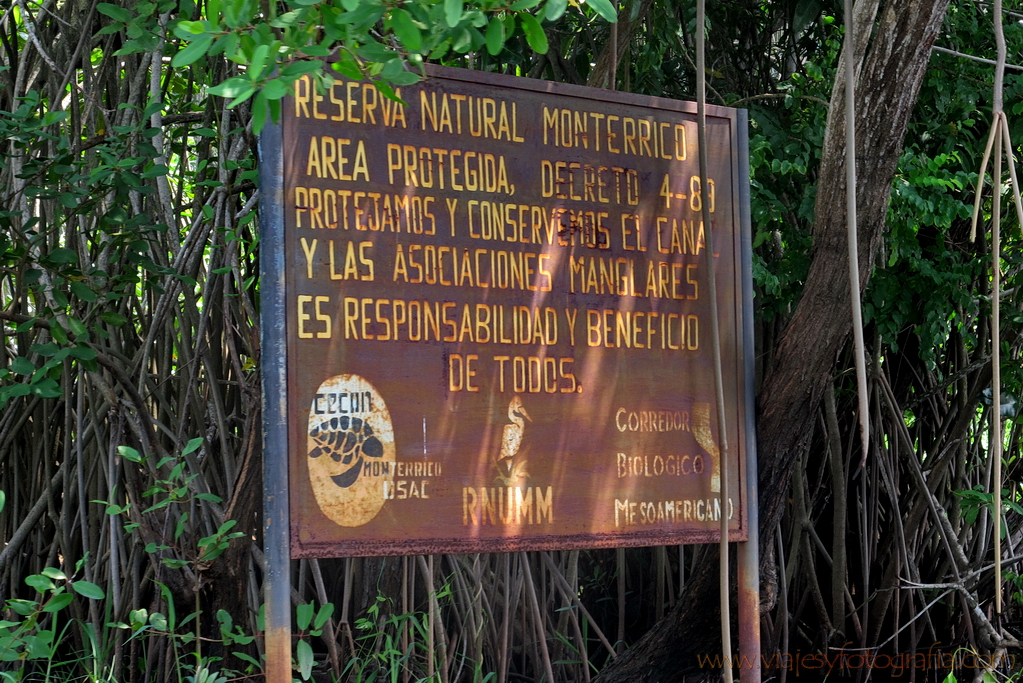 RESERVA NATURAL MONTERRICO
AREA PROTEGIDA, DECRETO 4-89
PROTEJAMOS Y CONSERVEMOS EL CANAL
Y LAS ASOCIACIONES MANGLARES
ES RESPONSABILIDAD Y BENEFICIO
DE TODOS.
CECON
MONTERRICO
USAC
RNUMM
CORREDOR
BIOLOGICO
MESOAMERICANO
www.viajesyfotografia.com